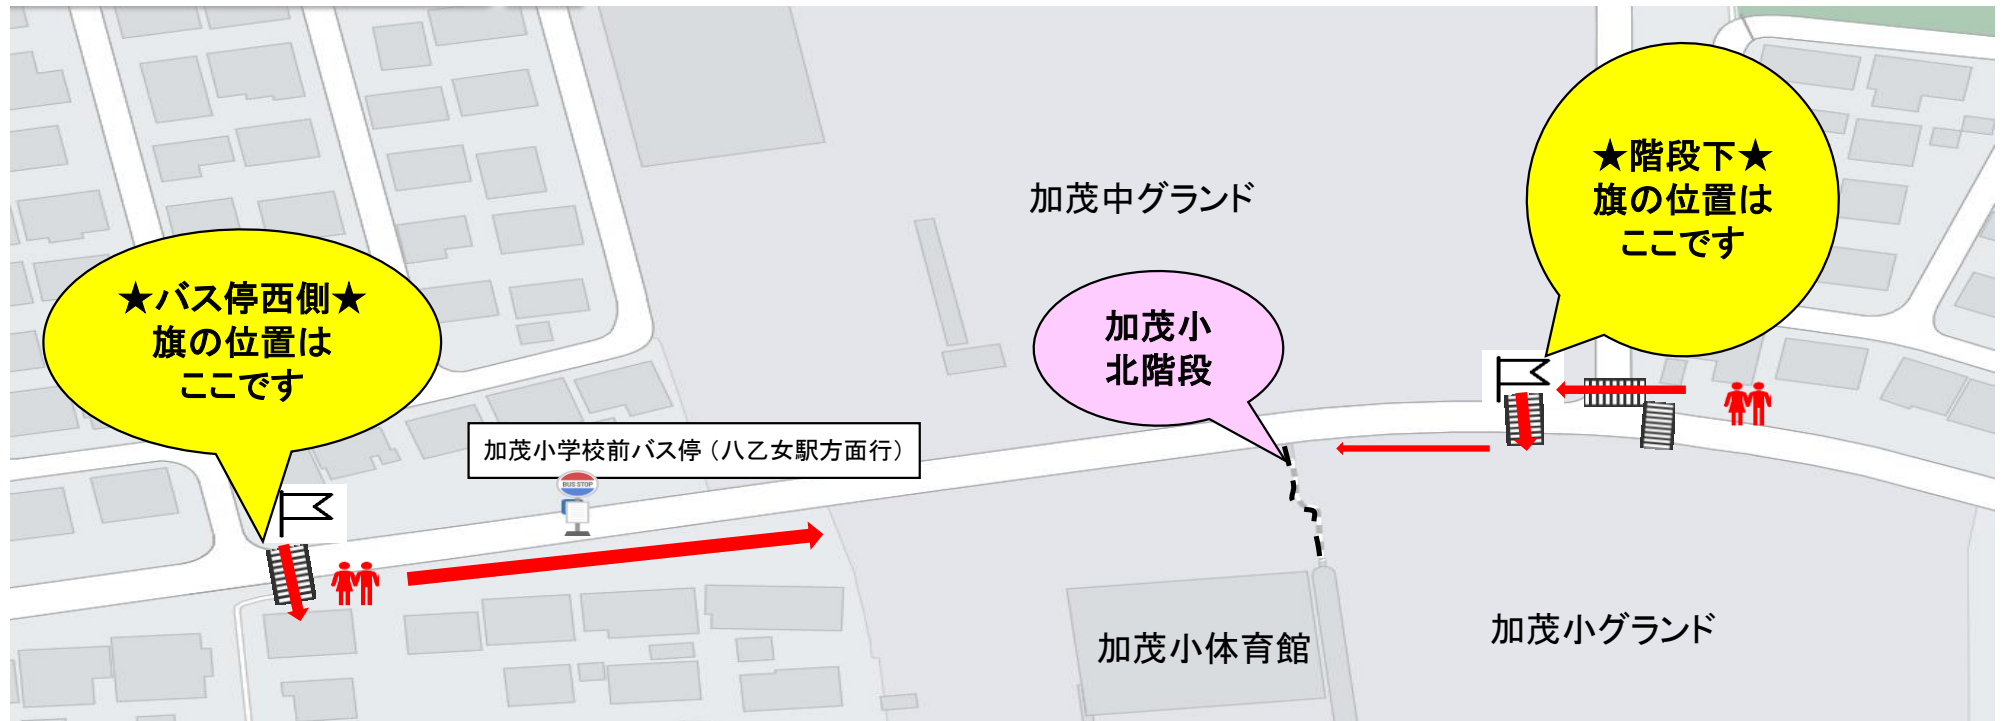 ★階段下★
旗の位置は
ここです
加茂中グランド
★バス停西側★
旗の位置は
ここです
加茂小
北階段
加茂小学校前バス停（八乙女駅方面行）
BUS STOP
加茂小グランド
加茂小体育館